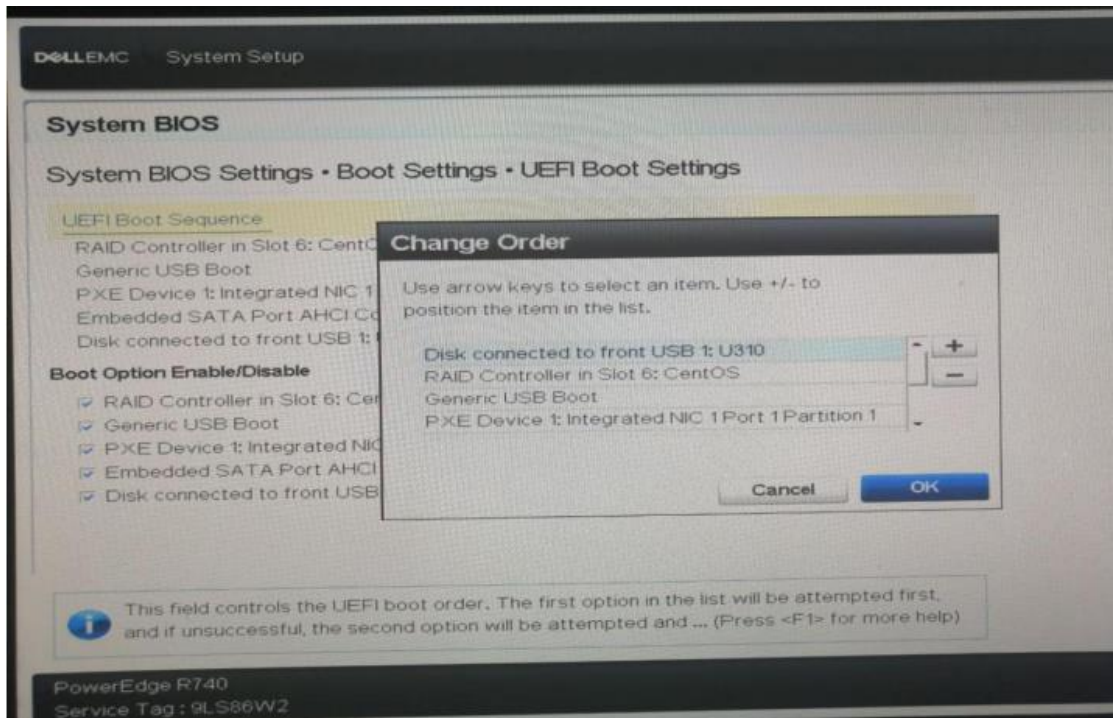 DELLEMC System Setup
System BIOS
System BIOS Settings • Boot Settings • UEFI Boot Settings
UEFI Boot Sequence
RAID Controller in Slot 6: CentO
Generic USB Boot
PXE Device 1: Integrated NIC 1
Embedded SATA Port AHCI Co
Disk connected to front USB 1:
Boot Option Enable/Disable
RAID Controller in Slot 6: Cen
Generic USB Boot
PXE Device 1: Integrated NIC
Embedded SATA Port AHCI
Disk connected to front USB
Change Order
Use arrow keys to select an item. Use +/- to
position the item in the list.
Disk connected to front USB 1: U310
RAID Controller in Slot 6: CentOS
Generic USB Boot
PXE Device 1: Integrated NIC 1 Port 1 Partition 1
+
-
Cancel OK
This field controls the UEFI boot order. The first option in the list will be attempted first,
and if unsuccessful, the second option will be attempted and ... (Press <F1> for more help)
PowerEdge R740
Service Tag : 9LS86W2